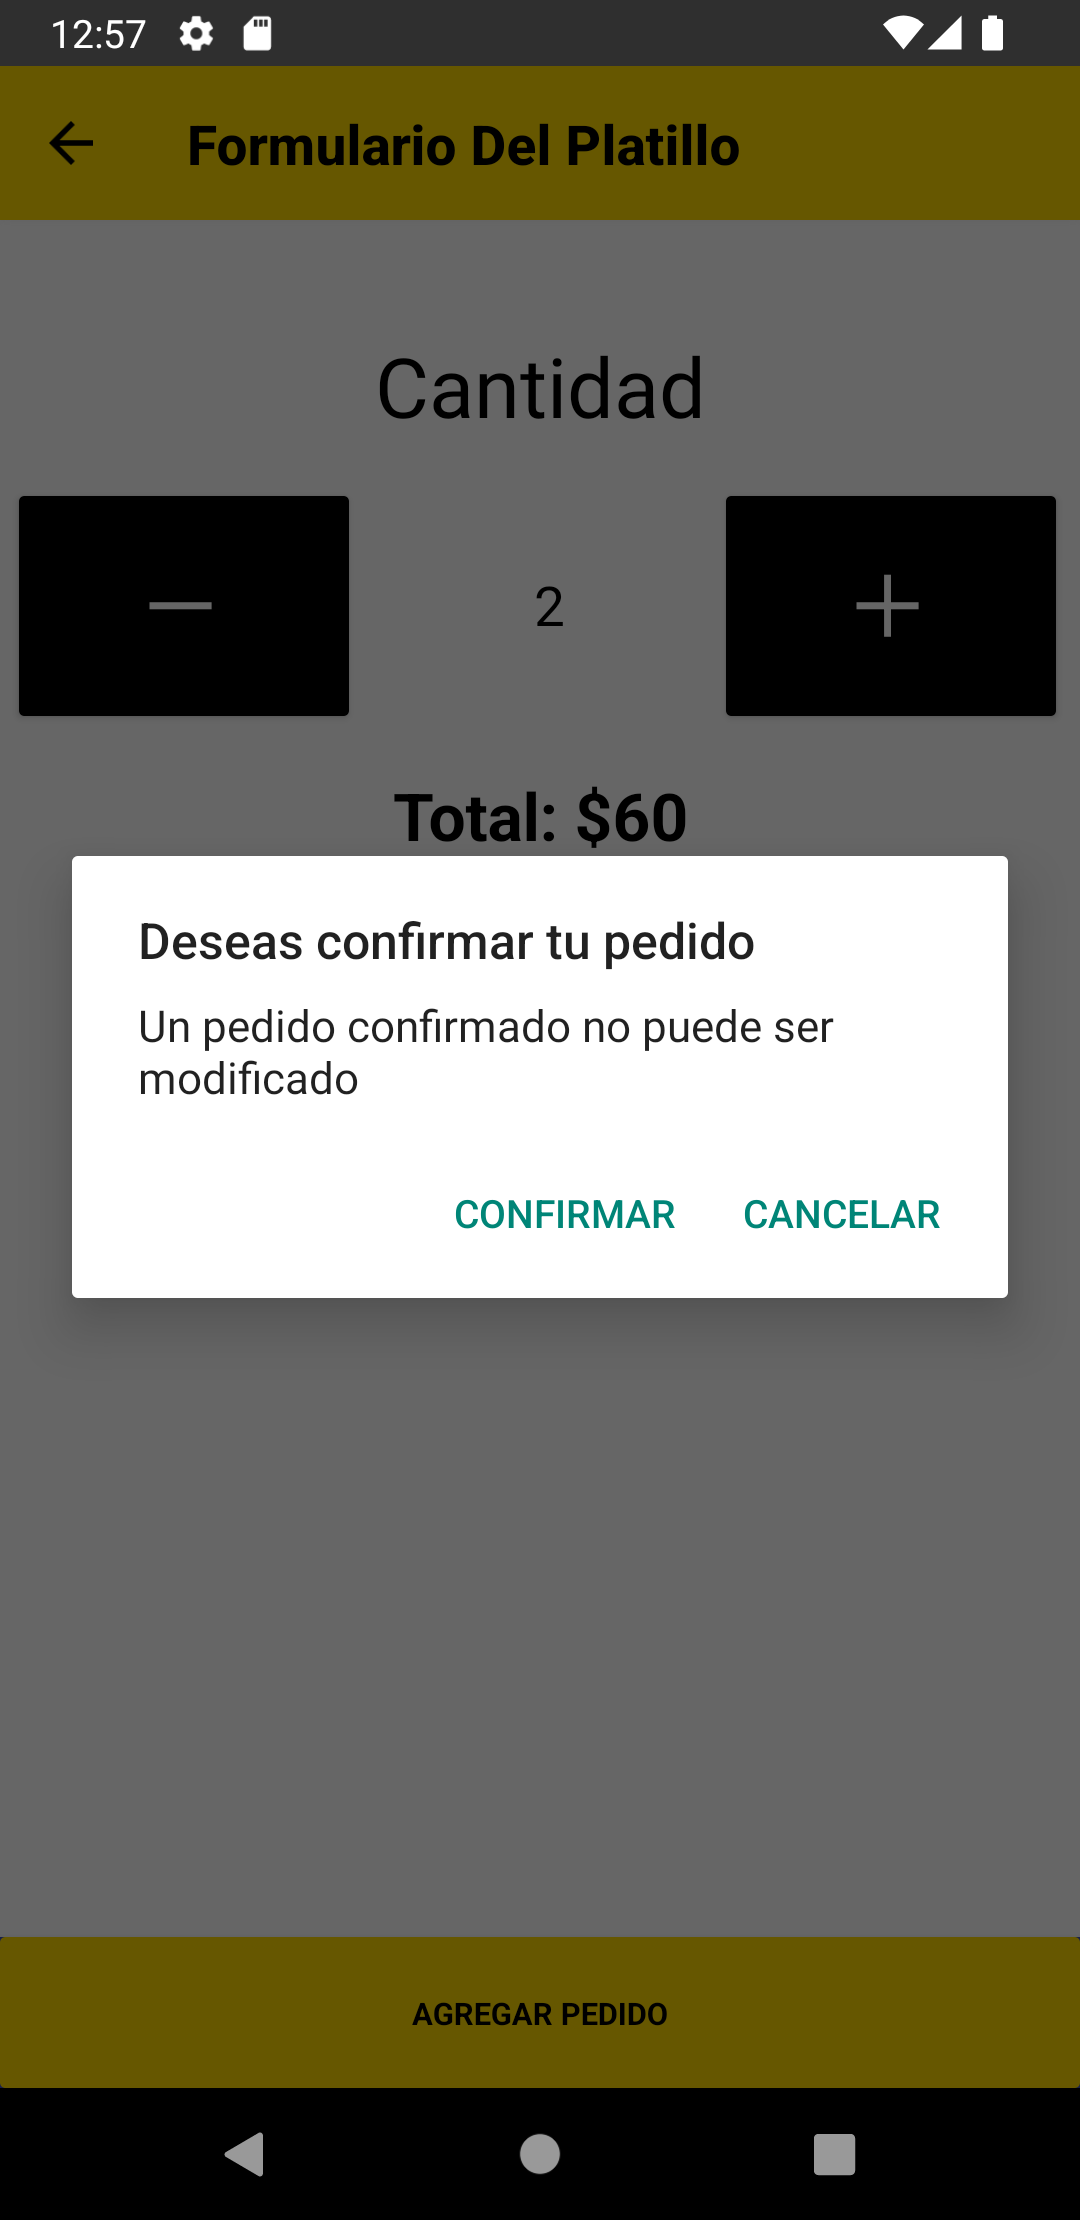 12:57
Formulario Del Platillo
Cantidad
2
Total: $60
Deseas confirmar tu pedido
Un pedido confirmado no puede ser
modificado
CONFIRMAR CANCELAR
AGREGAR PEDIDO